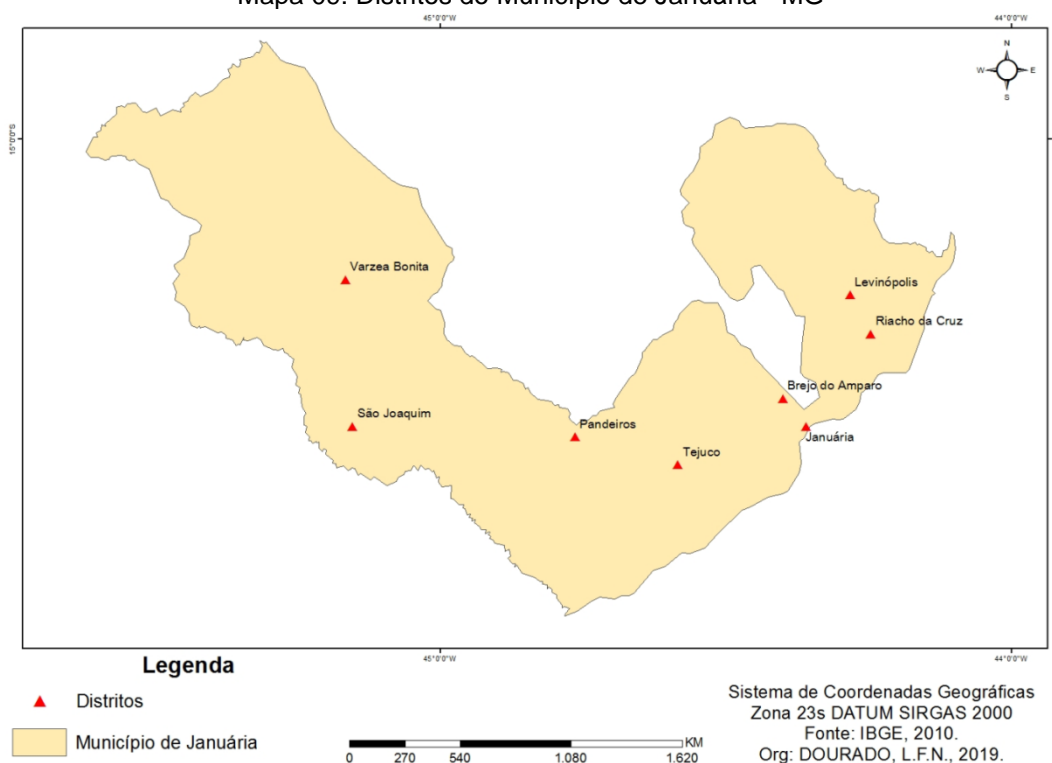 Mapa 09: Distritos do Município de Januária - MG
45°0'0"W
44°0'0"W
N
W
E
S
15°0'0"S
Varzea Bonita
Levinópolis
Riacho da Cruz
Brejo do Amparo
São Joaquim
Pandeiros
Januária
Tejuco
45°0'0"W
44°0'0"W
Legenda
Distritos
Município de Januária
KM
0 270 540 1.080 1.620
Sistema de Coordenadas Geográficas
Zona 23s DATUM SIRGAS 2000
Fonte: IBGE, 2010.
Org: DOURADO, L.F.N., 2019.